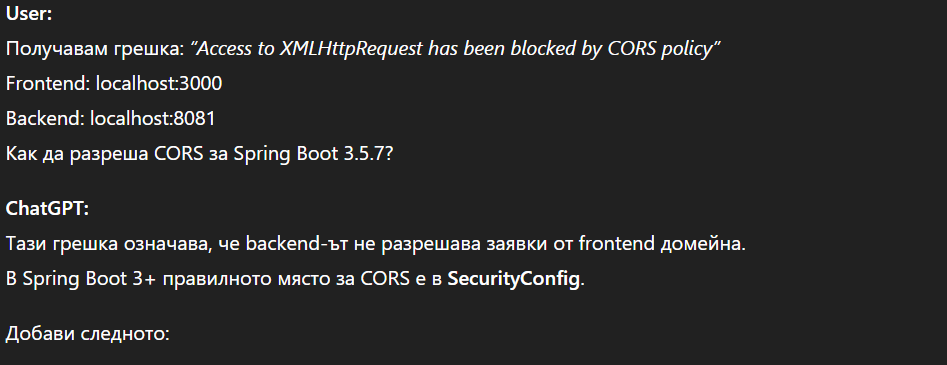 User:
Получавам грешка: “Access to XMLHttpRequest has been blocked by CORS policy”
Frontend: localhost:3000
Backend: localhost:8081
Как да разреша CORS за Spring Boot 3.5.7?
ChatGPT:
Тази грешка означава, че backend-ът не разрешава заявки от frontend домейна.
В Spring Boot 3+ правилното място за CORS е в SecurityConfig.
Добави следното: